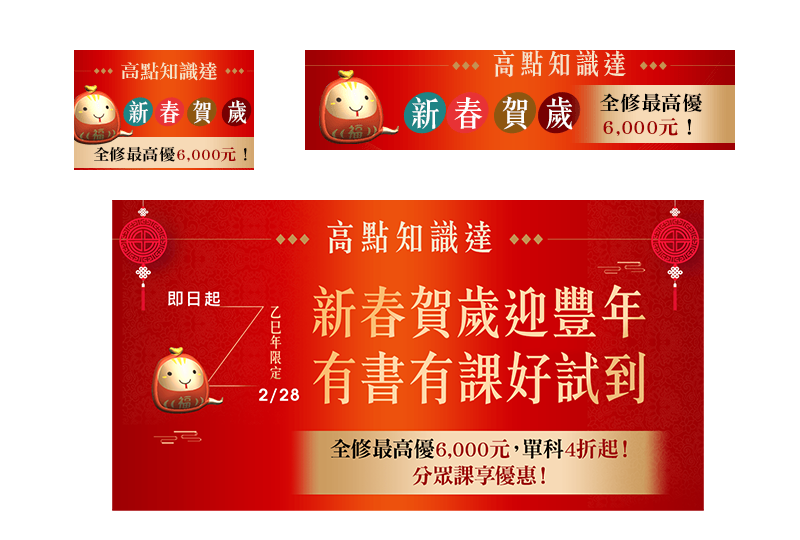 高點知識達
新春賀歲
福
全修最高優6,000元！
高點知識達
新春賀歲
福
全修最高優
6,000元！
高點知識達
即日起
乙巳年限定
2/28
福
新春賀歲迎豐年
有書有課好試到
全修最高優6,000元，單科4折起！
分眾課享優惠！